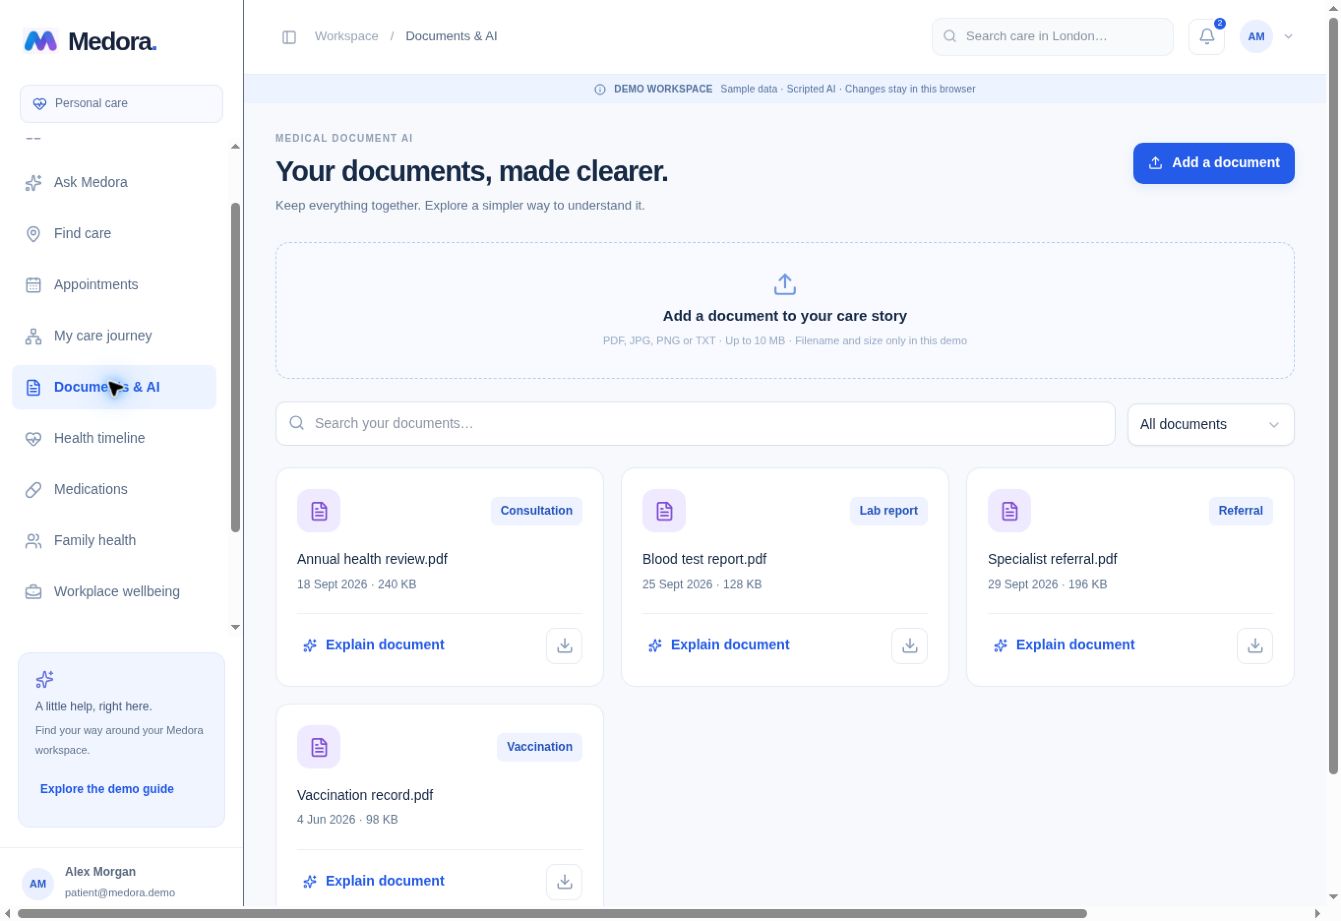 Medora.
Personal care
Ask Medora
Find care
Appointments
My care journey
Documents & AI
Health timeline
Medications
Family health
Workplace wellbeing
A little help, right here.
Find your way around your Medora
workspace.
Explore the demo guide
AM
Alex Morgan
patient@medora.demo
Workspace / Documents & AI
Search care in London…
2
AM
DEMO WORKSPACE Sample data · Scripted AI · Changes stay in this browser
MEDICAL DOCUMENT AI
Your documents, made clearer.
Keep everything together. Explore a simpler way to understand it.
Add a document
Add a document to your care story
PDF, JPG, PNG or TXT · Up to 10 MB · Filename and size only in this demo
Search your documents…
All documents
Consultation
Annual health review.pdf
18 Sept 2026 · 240 KB
Explain document
Lab report
Blood test report.pdf
25 Sept 2026 · 128 KB
Explain document
Referral
Specialist referral.pdf
29 Sept 2026 · 196 KB
Explain document
Vaccination
Vaccination record.pdf
4 Jun 2026 · 98 KB
Explain document